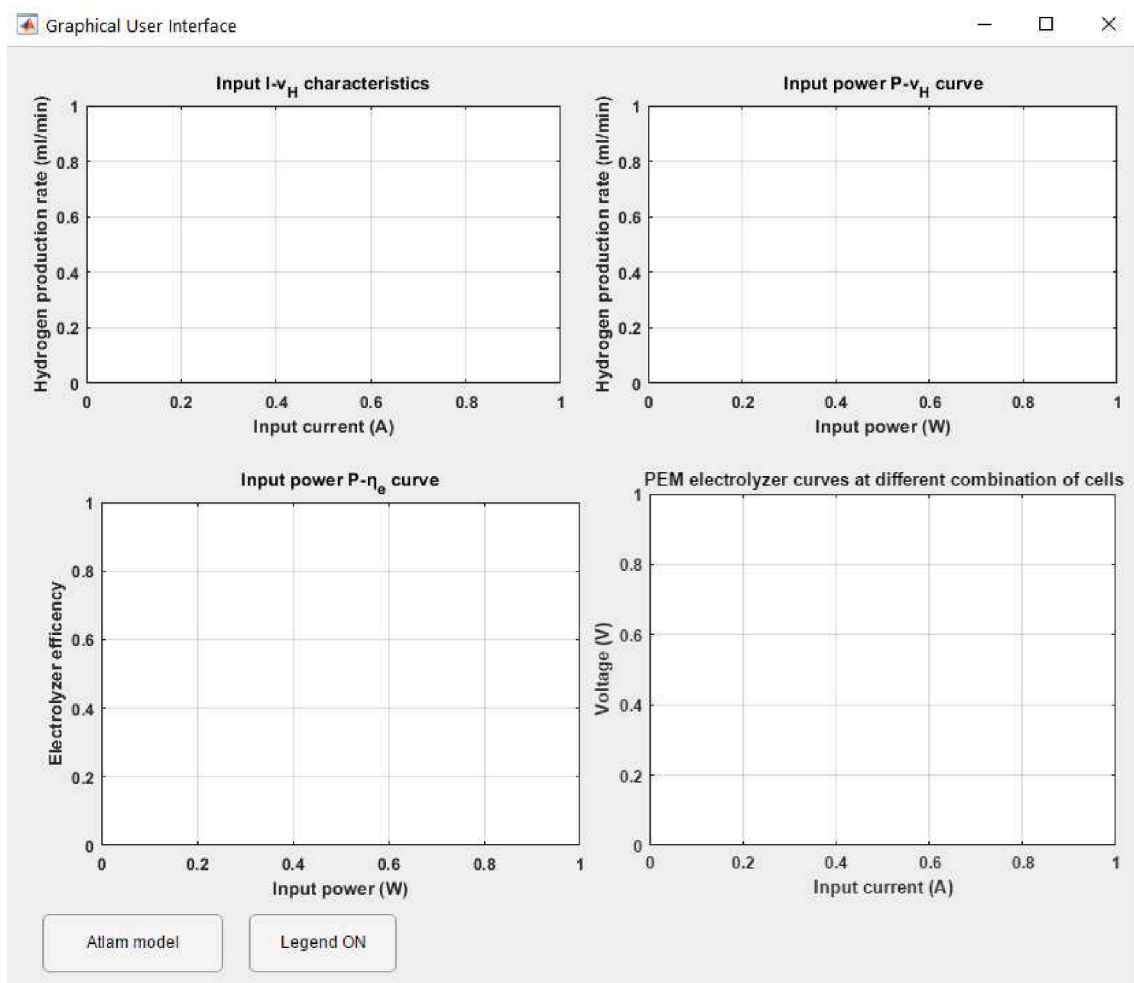 Graphical User Interface
Input I-vH characteristics
Hydrogen production rate (ml/min)
1
0.8
0.6
0.4
0.2
0
0 0.2 0.4 0.6 0.8 1
Input current (A)
Input power P-vH curve
Hydrogen production rate (ml/min)
1
0.8
0.6
0.4
0.2
0
0 0.2 0.4 0.6 0.8 1
Input power (W)
Input power P-ηe curve
Electrolyzer efficency
1
0.8
0.6
0.4
0.2
0
0 0.2 0.4 0.6 0.8 1
Input power (W)
PEM electrolyzer curves at different combination of cells
Voltage (V)
1
0.8
0.6
0.4
0.2
0
0 0.2 0.4 0.6 0.8 1
Input current (A)
Atlam model
Legend ON